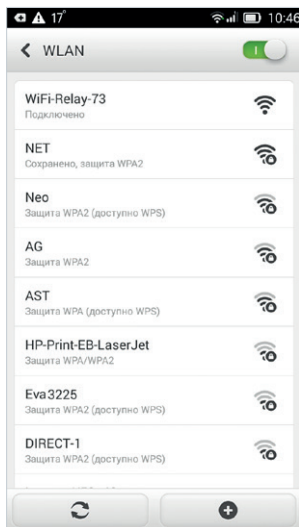 17° 10:46
WLAN
WiFi-Relay-73
Подключено
NET
Сохранено, защита WPA2
Neo
Защита WPA2 (доступно WPS)
AG
Защита WPA2
AST
Защита WPA (доступно WPS)
HP-Print-EB-LaserJet
Защита WPA/WPA2
Eva3225
Защита WPA2 (доступно WPS)
DIRECT-1
Защита WPA2 (доступно WPS)